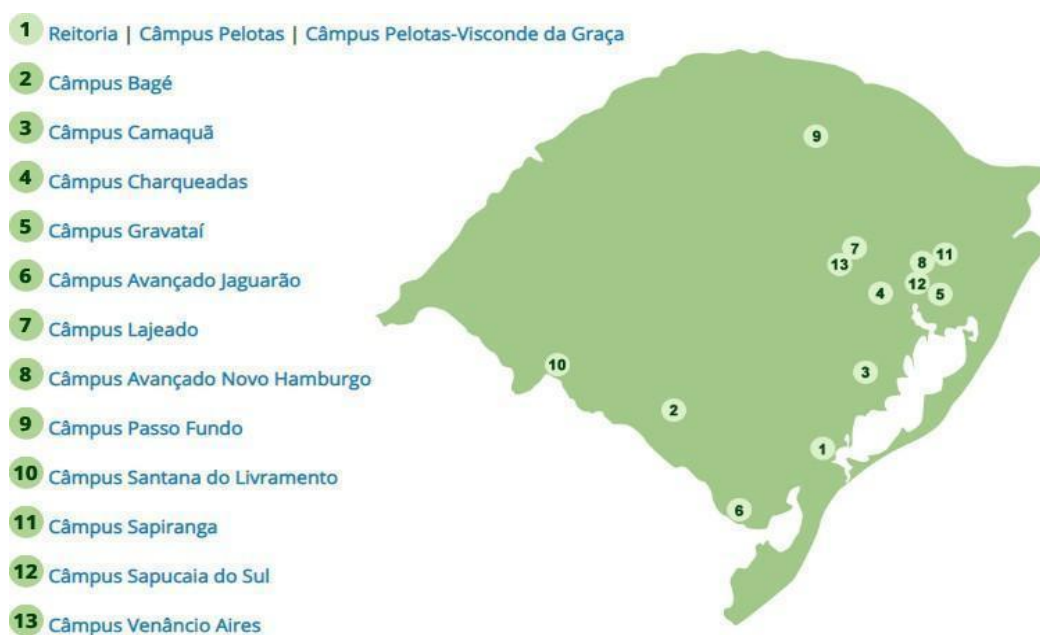 1 Reitoria | Câmpus Pelotas | Câmpus Pelotas-Visconde da Graça
2 Câmpus Bagé
3 Câmpus Camaquã
4 Câmpus Charqueadas
5 Câmpus Gravataí
6 Câmpus Avançado Jaguarão
7 Câmpus Lajeado
8 Câmpus Avançado Novo Hamburgo
9 Câmpus Passo Fundo
10 Câmpus Santana do Livramento
11 Câmpus Sapiranga
12 Câmpus Sapucaia do Sul
13 Câmpus Venâncio Aires
9
7
11
8
13
12
4
5
10
3
2
1
6